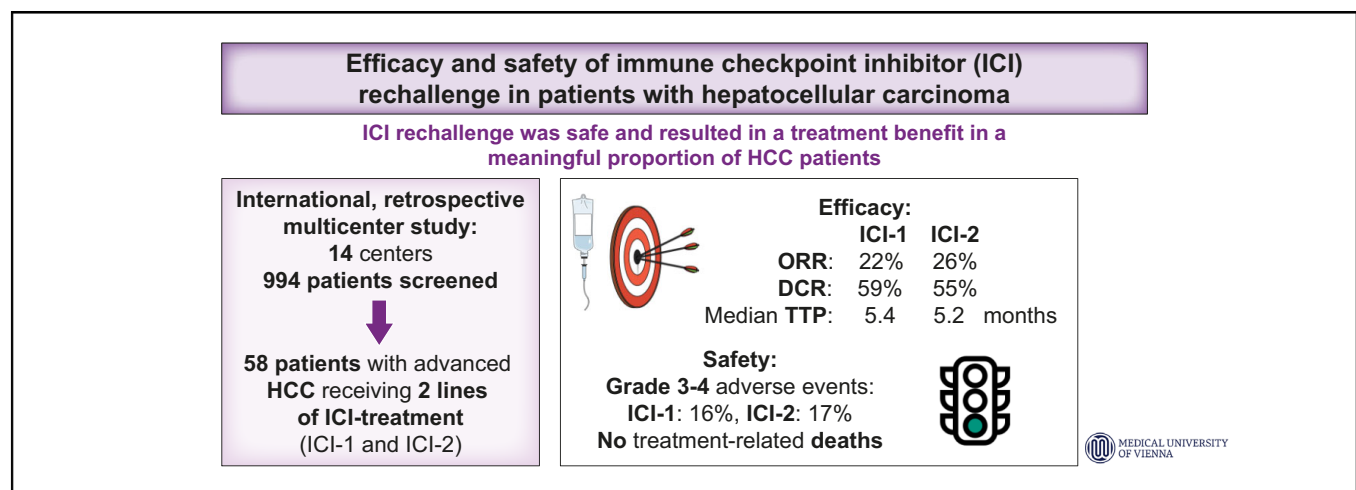 Efficacy and safety of immune checkpoint inhibitor (ICI)
rechallenge in patients with hepatocellular carcinoma
ICI rechallenge was safe and resulted in a treatment benefit in a
meaningful proportion of HCC patients
International, retrospective
multicenter study:
14 centers
994 patients screened
58 patients with advanced
HCC receiving 2 lines
of ICI-treatment
(ICI-1 and ICI-2)
Efficacy:
ICI-1 ICI-2
ORR: 22% 26%
DCR: 59% 55%
Median TTP: 5.4 5.2 months
Safety:
Grade 3-4 adverse events:
ICI-1: 16%, ICI-2: 17%
No treatment-related deaths
MEDICAL UNIVERSITY
OF VIENNA